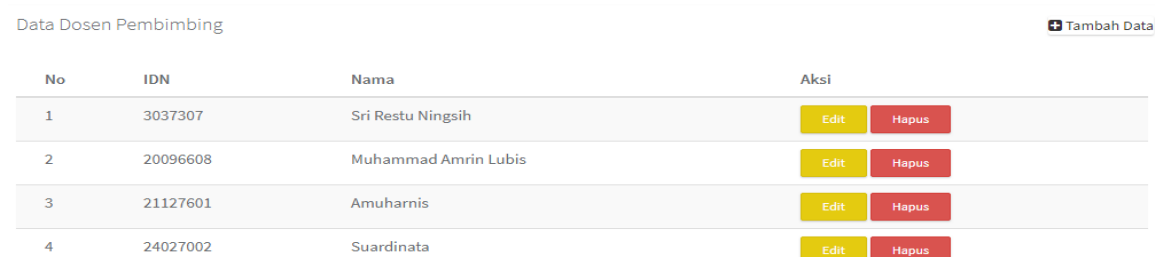 Data Dosen Pembimbing Tambah Data
No IDN Nama Aksi
1 3037307 Sri Restu Ningsih Edit Hapus
2 20096608 Muhammad Amrin Lubis Edit Hapus
3 21127601 Amuharnis Edit Hapus
4 24027002 Suardinata Edit Hapus